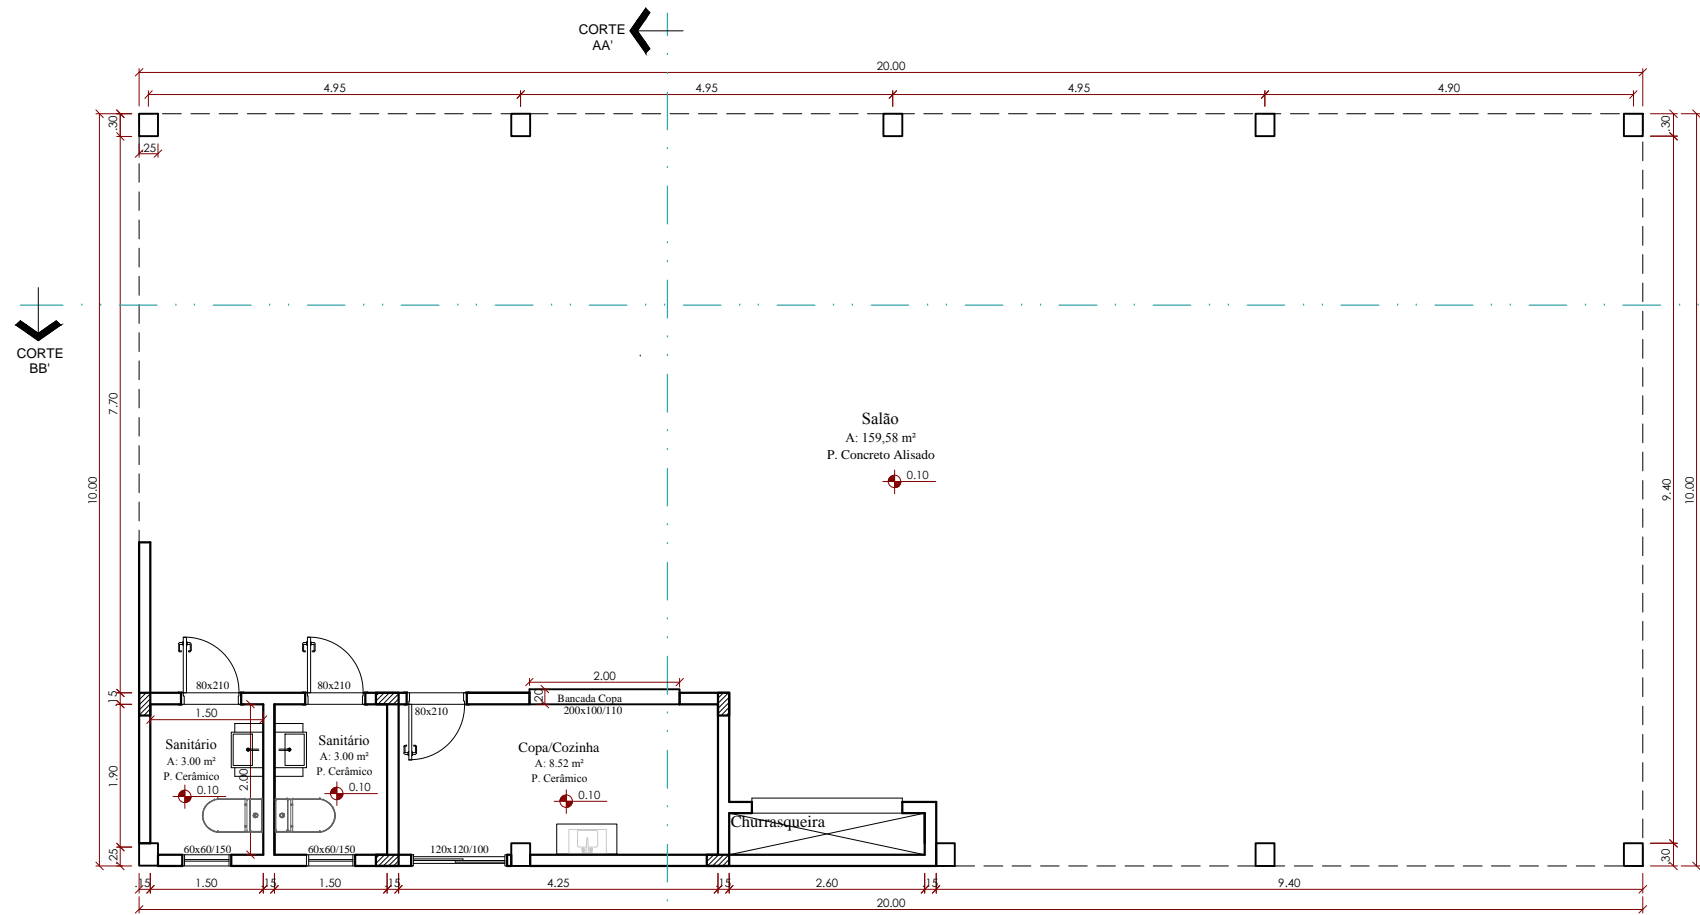 CORTE
AA'
20.00
4.95
4.95
4.95
4.90
.30
.25
.30
CORTE
BB'
7.70
10.00
9.40
10.00
Salão
A: 159,58 m²
P. Concreto Alisado
0.10
2.00
80x210
80x210
.15
.20
Bancada Copa
200x100/110
80x210
1.50
Sanitário
A: 3.00 m²
P. Cerâmico
0.10
2.00
Sanitário
A: 3.00 m²
P. Cerâmico
0.10
Copa/Cozinha
A: 8.52 m²
P. Cerâmico
0.10
1.90
Churrasqueira
60x60/150
60x60/150
120x120/100
.25
.30
.15
1.50
.15
1.50
.15
4.25
.15
2.60
.15
9.40
20.00